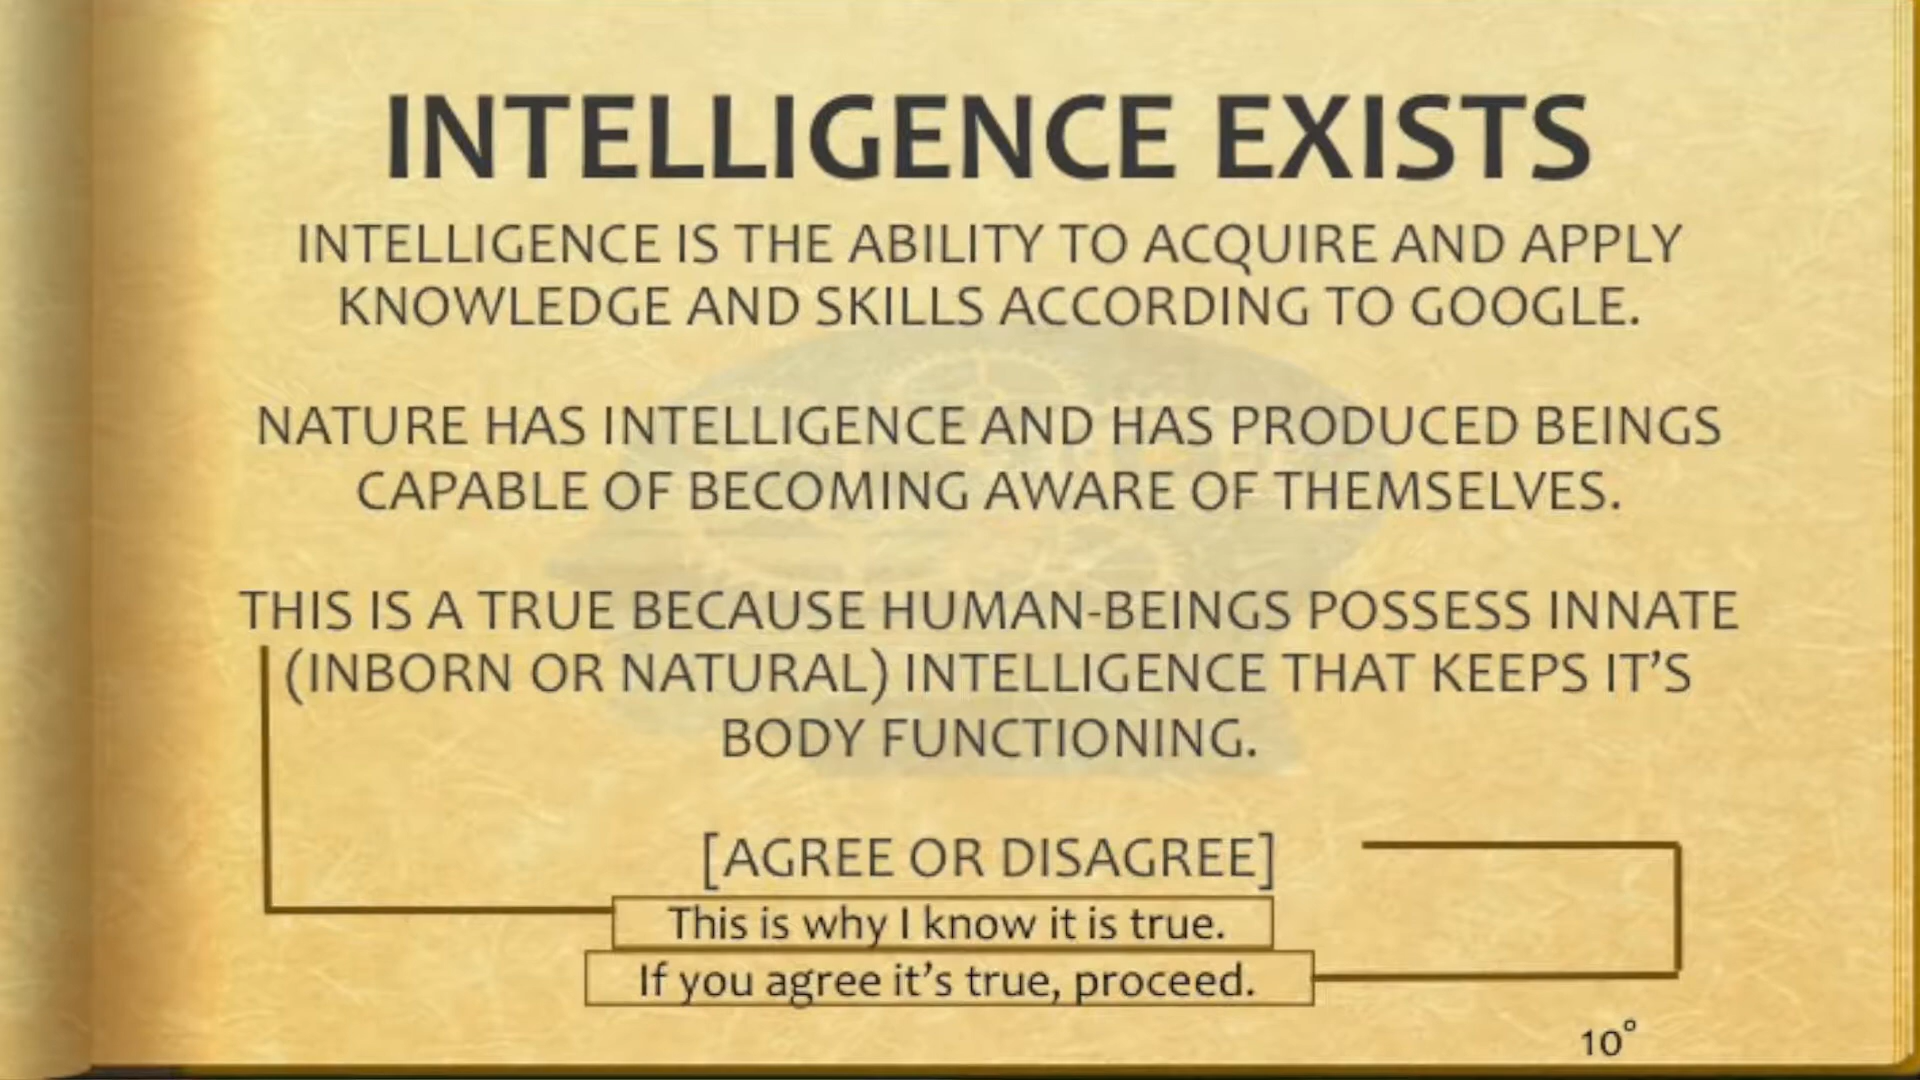 INTELLIGENCE EXISTS
INTELLIGENCE IS THE ABILITY TO ACQUIRE AND APPLY
KNOWLEDGE AND SKILLS ACCORDING TO GOOGLE.
NATURE HAS INTELLIGENCE AND HAS PRODUCED BEINGS
CAPABLE OF BECOMING AWARE OF THEMSELVES.
THIS IS A TRUE BECAUSE HUMAN-BEINGS POSSESS INNATE
(INBORN OR NATURAL) INTELLIGENCE THAT KEEPS IT'S
BODY FUNCTIONING.
[AGREE OR DISAGREE]
This is why I know it is true.
If you agree it's true, proceed.
10°